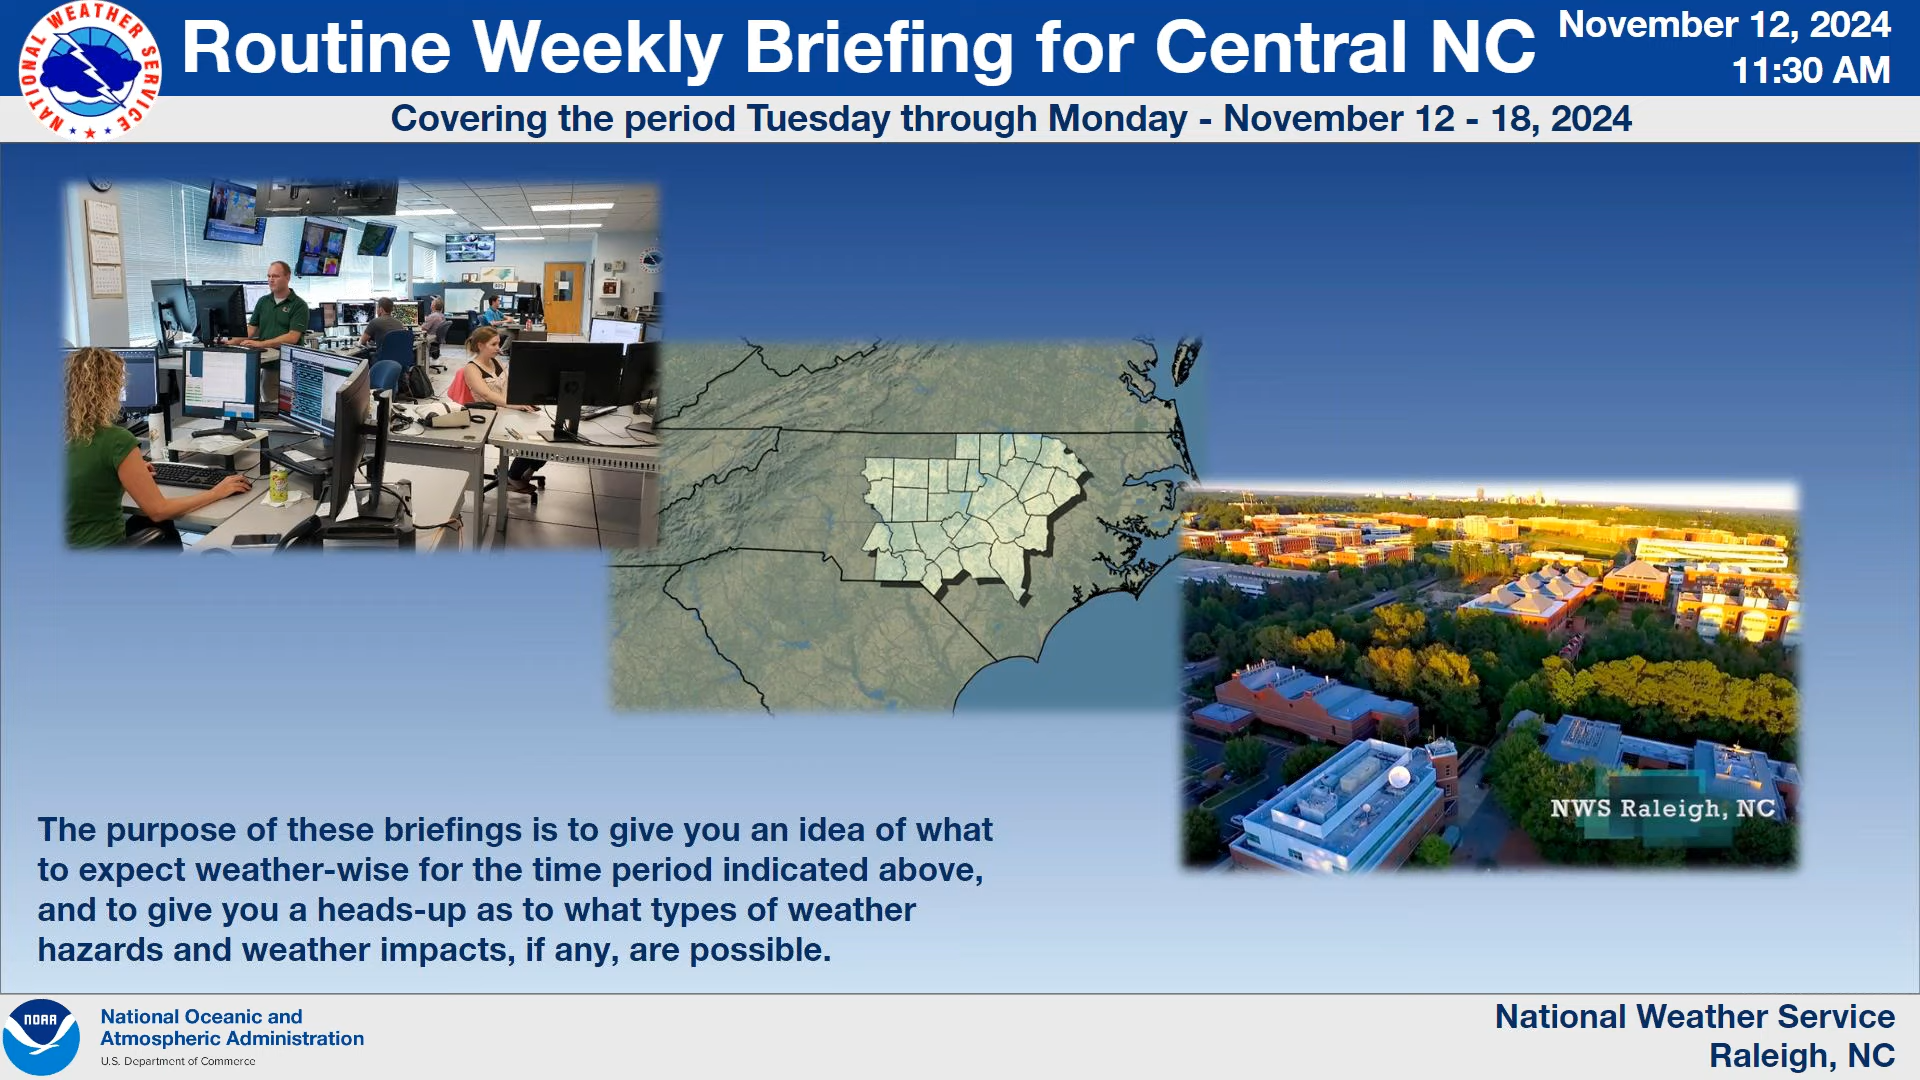 NATIONAL WEATHER SERVICE
Routine Weekly Briefing for Central NC
November 12, 2024
11:30 AM
Covering the period Tuesday through Monday - November 12 - 18, 2024
NWS Raleigh, NC
The purpose of these briefings is to give you an idea of what
to expect weather-wise for the time period indicated above,
and to give you a heads-up as to what types of weather
hazards and weather impacts, if any, are possible.
NOAA
National Oceanic and
Atmospheric Administration
U.S. Department of Commerce
National Weather Service
Raleigh, NC